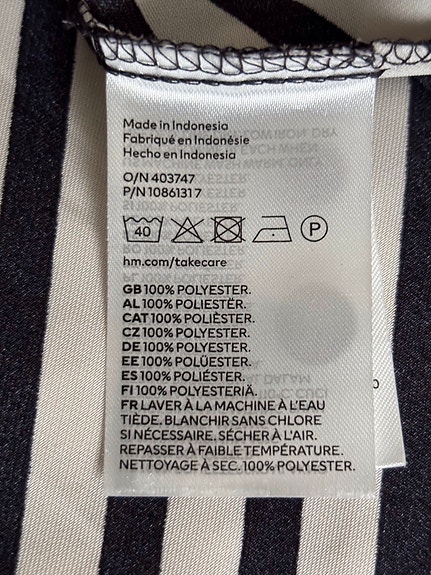 Made in Indonesia
Fabriqué en Indonésie
Hecho en Indonesia
O/N 403747
P/N 10861317
40 P
hm.com/takecare
GB 100% POLYESTER.
AL 100% POLIESTËR.
CAT 100% POLIÈSTER.
CZ 100% POLYESTER.
DE 100% POLYESTER.
EE 100% POLÜESTER.
ES 100% POLIÉSTER.
FI 100% POLYESTERIÄ.
FR LAVER À LA MACHINE A L'EAU
TIÈDE. BLANCHIR SANS CHLORE
SI NÉCESSAIRE. SÉCHER À L'AIR.
REPASSER À FAIBLE TEMPÉRATURE.
NETTOYAGE À SEC. 100% POLYESTER.